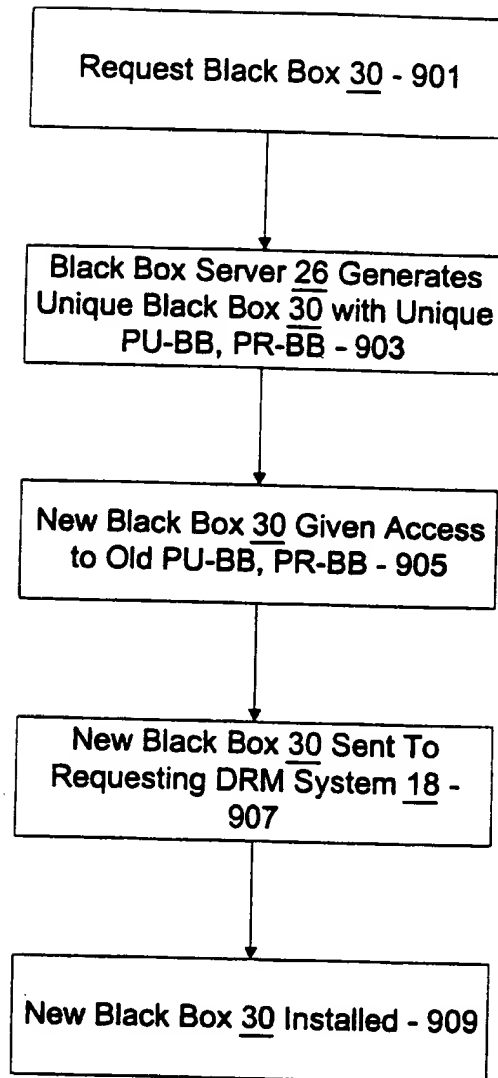 Request Black Box 30 - 901
Black Box Server 26 Generates
Unique Black Box 30 with Unique
PU-BB, PR-BB - 903
New Black Box 30 Given Access
to Old PU-BB, PR-BB - 905
New Black Box 30 Sent To
Requesting DRM System 18 -
907
New Black Box 30 Installed - 909